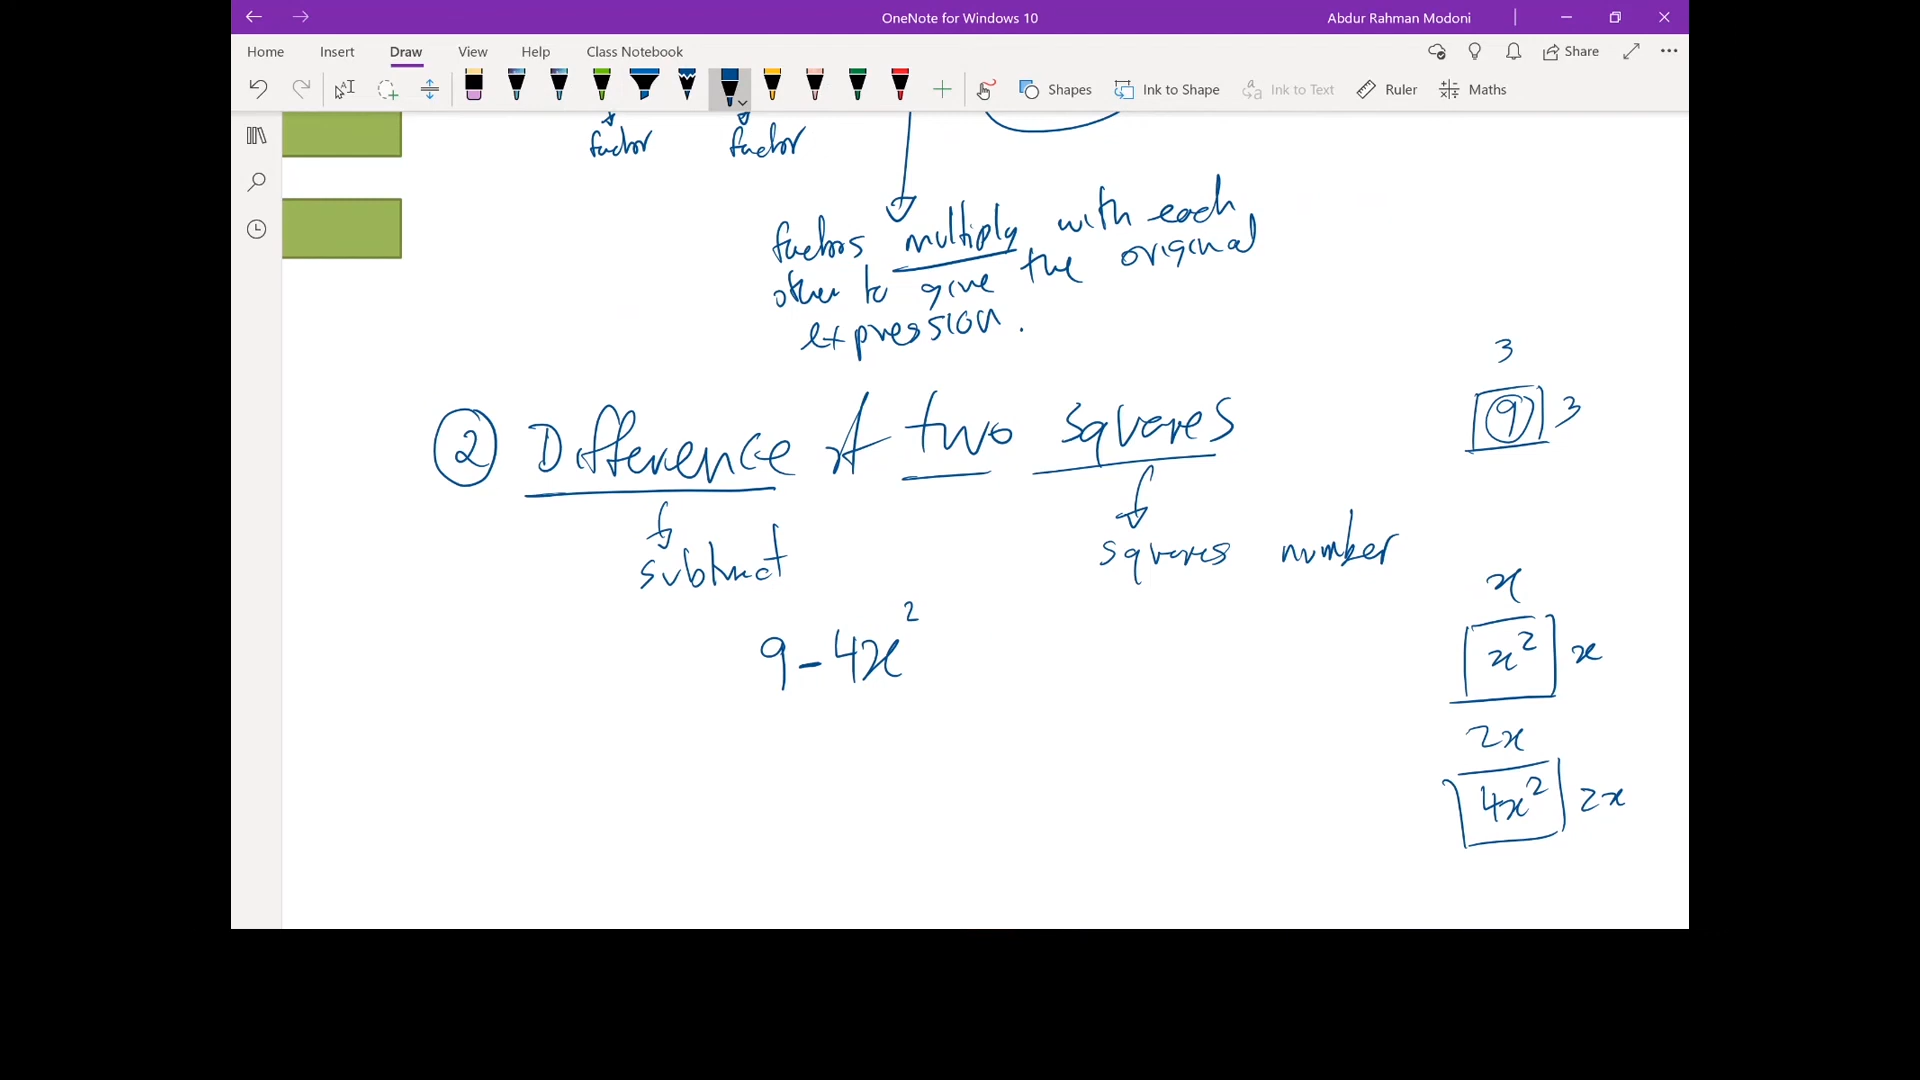 OneNote for Windows 10
Abdur Rahman Modoni
Home Insert Draw View Help Class Notebook
Share
Shapes Ink to Shape Ink to Text Ruler Maths
factor factor
factors multiply with each
other to give the original
expression.
3
9 3
2 Difference of two squares
subtract
squares number
9 - 4x²
x
x² x
2x
4x² 2x